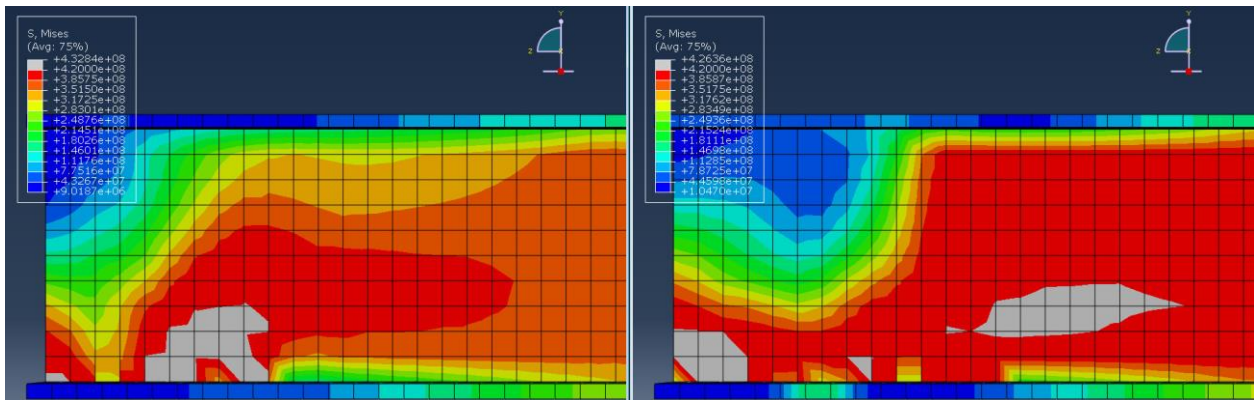 S, Mises
(Avg: 75%)
+4.3284e+08
+4.2000e+08
+3.8575e+08
+3.5150e+08
+3.1725e+08
+2.8301e+08
+2.4876e+08
+2.1451e+08
+1.8026e+08
+1.4601e+08
+1.1176e+08
+7.7516e+07
+4.3267e+07
+9.0187e+06
Y
Z
X
S, Mises
(Avg: 75%)
+4.2636e+08
+4.2000e+08
+3.8587e+08
+3.5175e+08
+3.1762e+08
+2.8349e+08
+2.4936e+08
+2.1524e+08
+1.8111e+08
+1.4698e+08
+1.1285e+08
+7.8725e+07
+4.4598e+07
+1.0470e+07
Y
Z
X